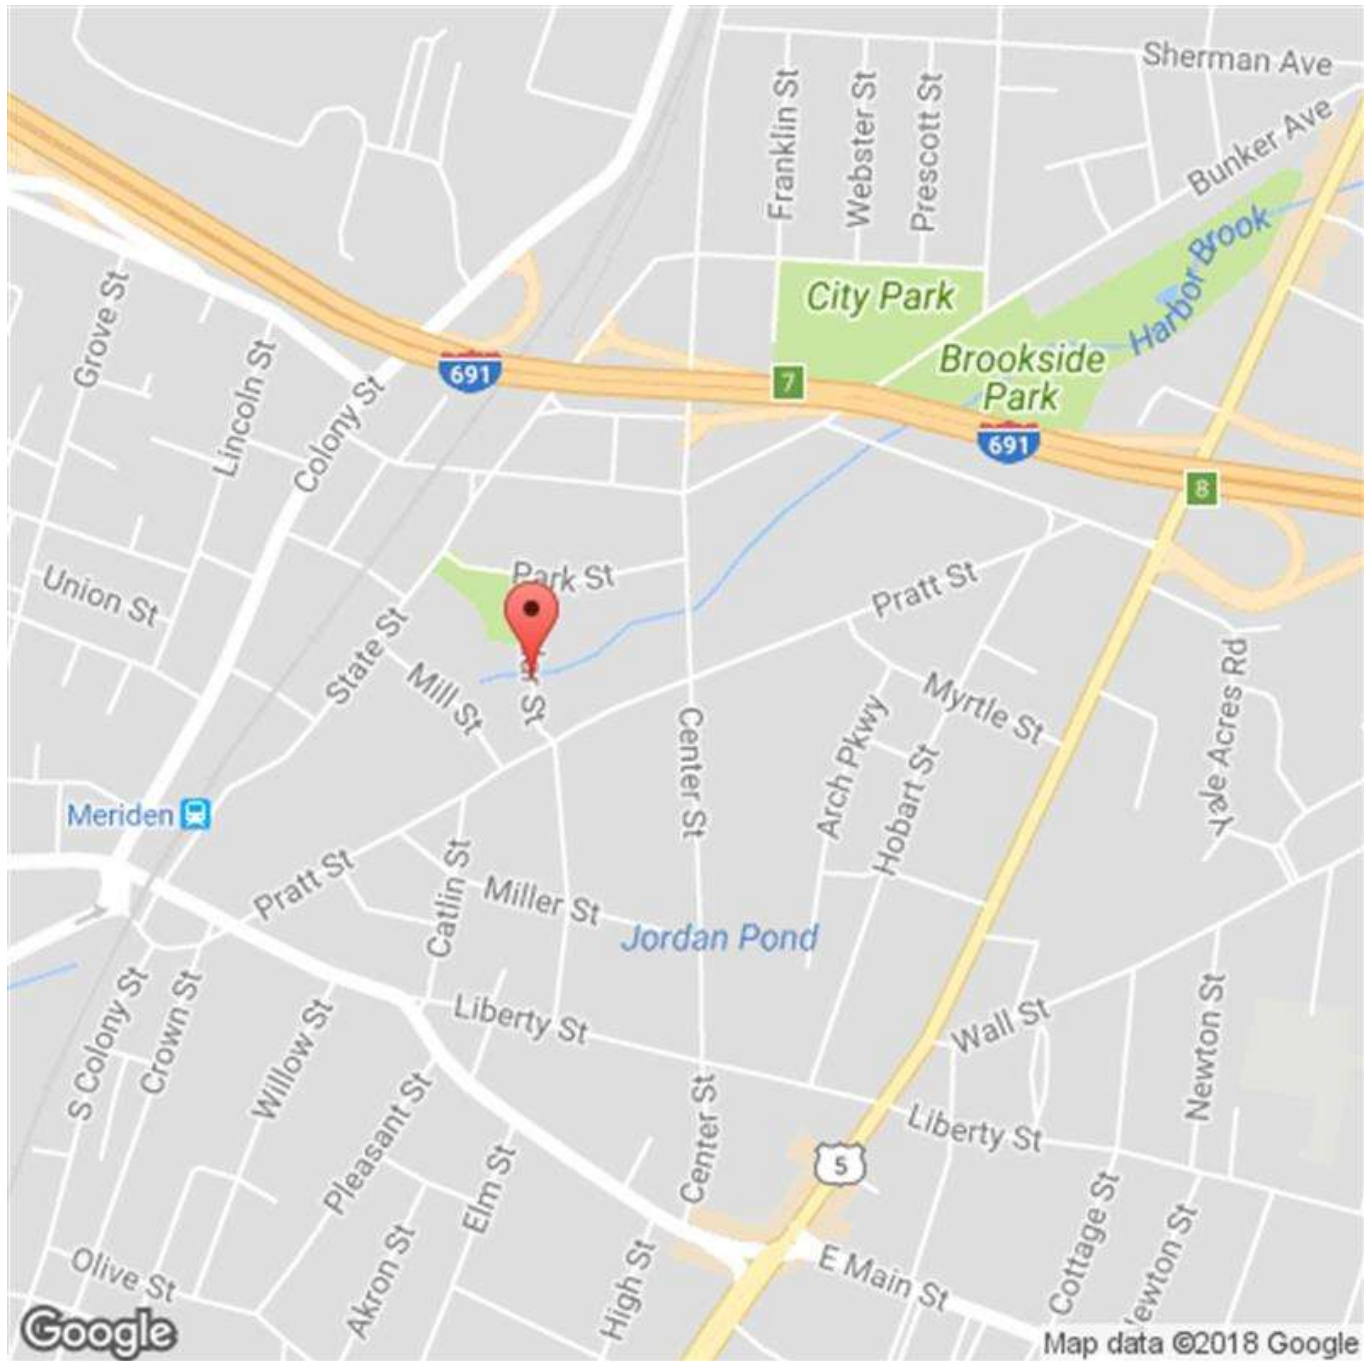 Sherman Ave
Franklin St
Webster St
Prescott St
Bunker Ave
Harbor Brook
City Park
Grove St
Lincoln St
Brookside
Park
691
7
691
Colony St
8
Union St
Park St
Pratt St
State St
Mill St
St
Myrtle St
Yale Acres Rd
Center St
Arch Pkwy
Hobart St
Meriden
Pratt St
Catlin St
Miller St
Jordan Pond
S Colony St
Crown St
Willow St
Liberty St
Wall St
Newton St
Pleasant St
Center St
Liberty St
5
Elm St
Cottage St
Newton St
Olive St
Akron St
High St
E Main St
Google
Map data ©2018 Google